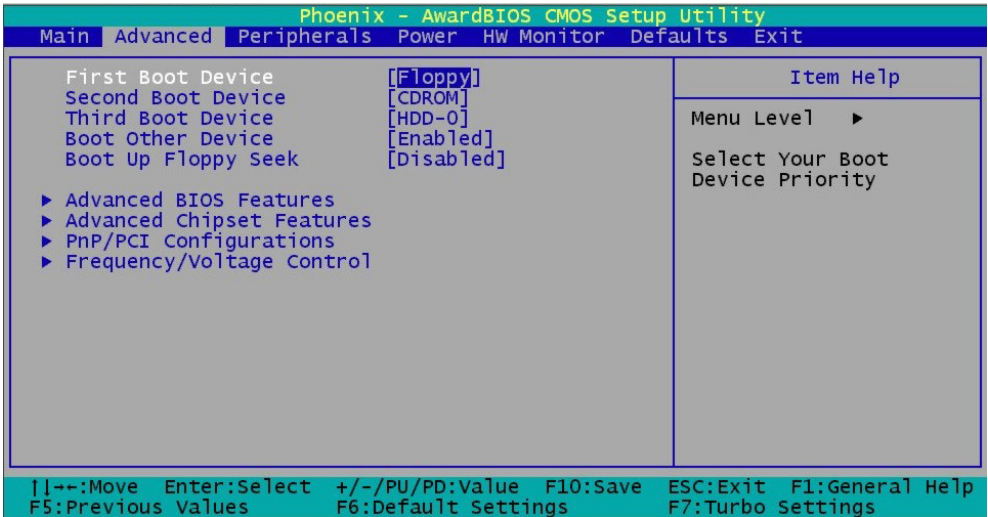 Phoenix - AwardBIOS CMOS Setup Utility
Main Advanced Peripherals Power HW Monitor Defaults Exit
First Boot Device [Floppy]
Second Boot Device [CDROM]
Third Boot Device [HDD-0]
Boot Other Device [Enabled]
Boot Up Floppy Seek [Disabled]
▶ Advanced BIOS Features
▶ Advanced Chipset Features
▶ PnP/PCI Configurations
▶ Frequency/Voltage Control
Item Help
Menu Level ▶
Select Your Boot
Device Priority
↑↓→←:Move Enter:Select +/-/PU/PD:Value F10:Save ESC:Exit F1:General Help
F5:Previous Values F6:Default Settings F7:Turbo Settings